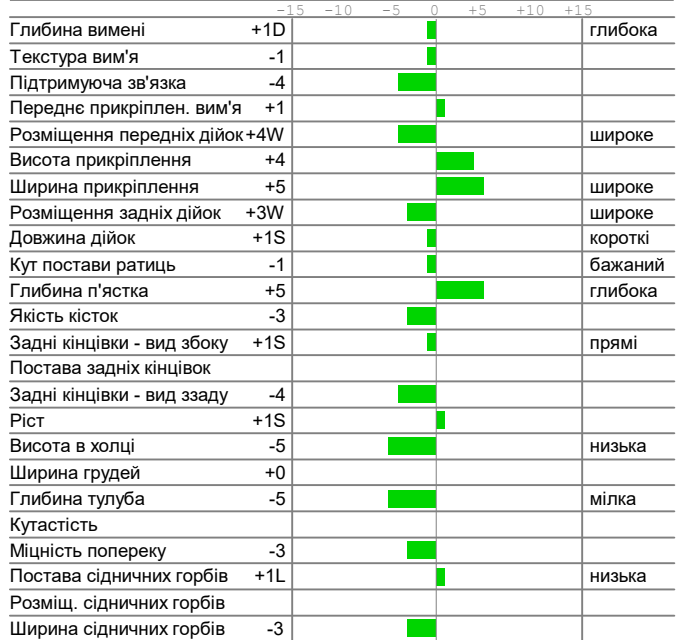 -15 -10 -5 0 +5 +10 +15
Глибина вимені +1D глибока
Текстура вим'я -1
Підтримуюча зв'язка -4
Переднє прикріплен. вим'я +1
Розміщення передніх дійок +4W широке
Висота прикріплення +4
Ширина прикріплення +5 широке
Розміщення задніх дійок +3W широке
Довжина дійок +1S короткі
Кут постави ратиць -1 бажаний
Глибина п'ястка +5 глибока
Якість кісток -3
Задні кінцівки - вид збоку +1S прямі
Постава задніх кінцівок
Задні кінцівки - вид ззаду -4
Ріст +1S
Висота в холці -5 низька
Ширина грудей +0
Глибина тулуба -5 мілка
Кутастість
Міцність попереку -3
Постава сідничних горбів +1L низька
Розміщ. сідничних горбів
Ширина сідничних горбів -3